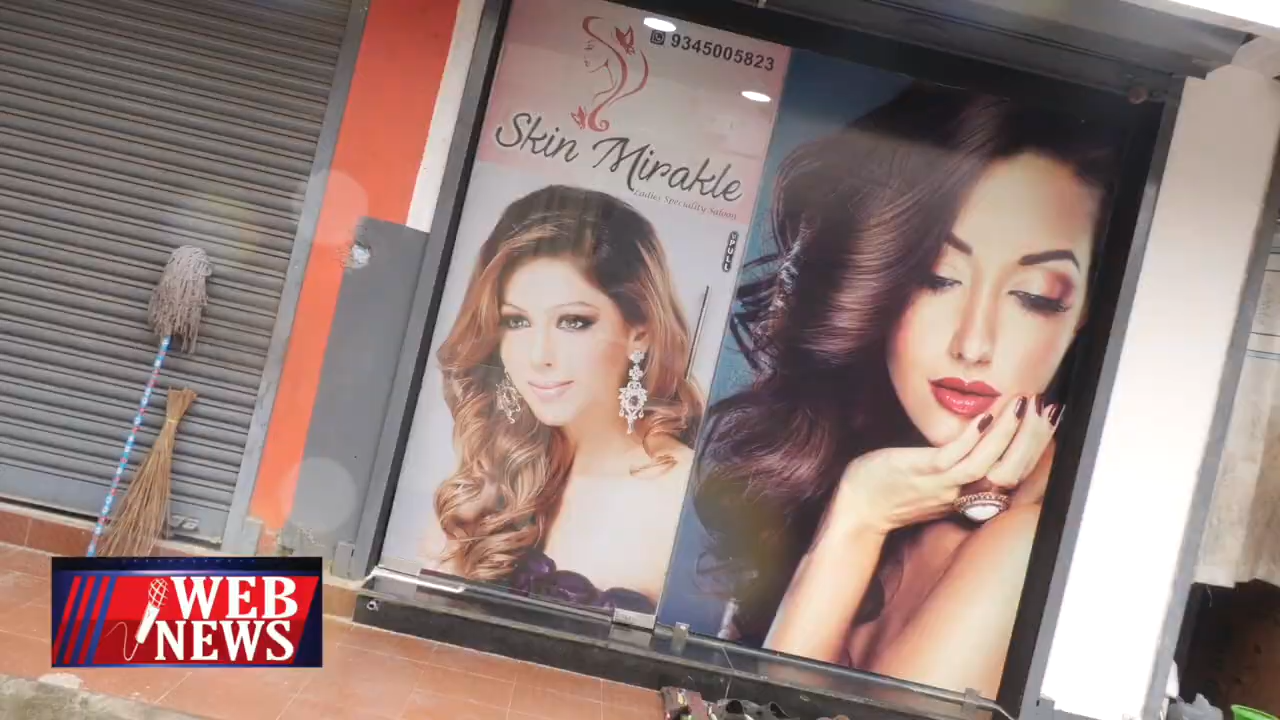 9345005823
Skin Mirakle
Ladies Speciality Saloon
PULL
WEB
NEWS